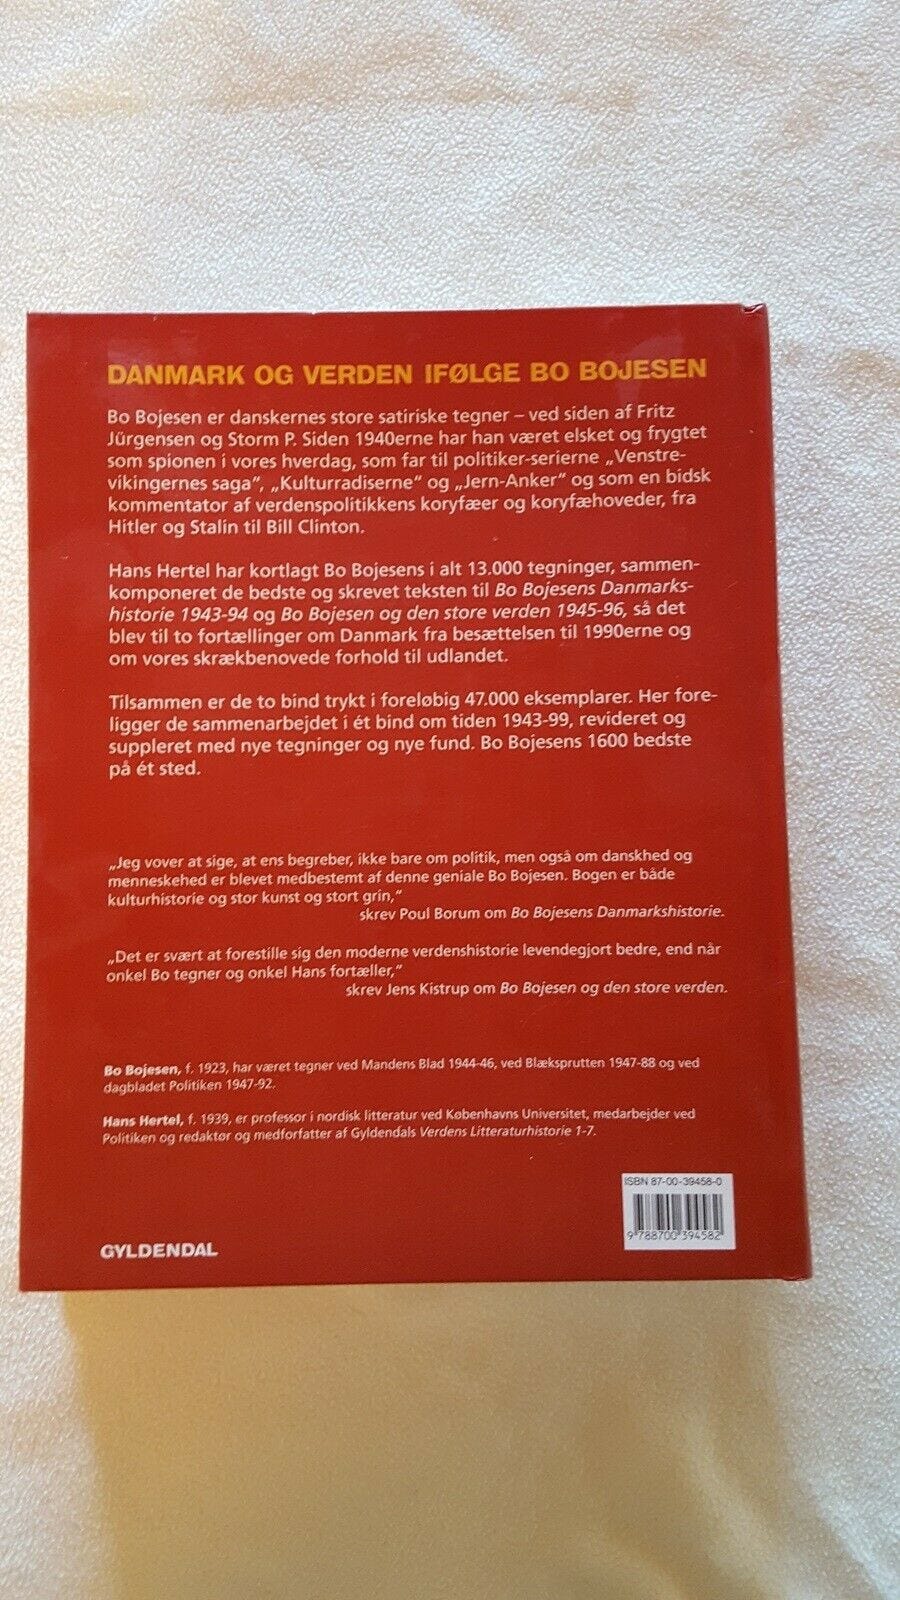 DANMARK OG VERDEN IFØLGE BO BOJESEN
Bo Bojesen er danskernes store satiriske tegner – ved siden af Fritz
Jűrgensen og Storm P. Siden 1940erne har han været elsket og frygtet
som spionen i vores hverdag, som far til politiker-serierne „Venstre-
vikingernes saga“, „Kulturradiserne“ og „Jern-Anker“ og som en bidsk
kommentator af verdenspolitikkens koryfæer og koryfæhoveder, fra
Hitler og Stalin til Bill Clinton.
Hans Hertel har kortlagt Bo Bojesens i alt 13.000 tegninger, sammen-
komponeret de bedste og skrevet teksten til Bo Bojesens Danmarks-
historie 1943-94 og Bo Bojesen og den store verden 1945-96, så det
blev til to fortællinger om Danmark fra besættelsen til 1990erne og
om vores skrækbenovede forhold til udlandet.
Tilsammen er de to bind trykt i foreløbig 47.000 eksemplarer. Her fore-
ligger de sammenarbejdet i ét bind om tiden 1943-99, revideret og
suppleret med nye tegninger og nye fund. Bo Bojesens 1600 bedste
på ét sted.
„Jeg vover at sige, at ens begreber, ikke bare om politik, men også om danskhed og
menneskehed er blevet medbestemt af denne geniale Bo Bojesen. Bogen er både
kulturhistorie og stor kunst og stort grin,“
skrev Poul Borum om Bo Bojesens Danmarkshistorie.
„Det er svært at forestille sig den moderne verdenshistorie levendegjort bedre, end når
onkel Bo tegner og onkel Hans fortæller,“
skrev Jens Kistrup om Bo Bojesen og den store verden.
Bo Bojesen, f. 1923, har været tegner ved Mandens Blad 1944-46, ved Blæksprutten 1947-88 og ved
dagbladet Politiken 1947-92.
Hans Hertel, f. 1939, er professor i nordisk litteratur ved Københavns Universitet, medarbejder ved
Politiken og redaktør og medforfatter af Gyldendals Verdens Litteraturhistorie 1-7.
ISBN 87-00-39458-0
9 788700 394582
GYLDENDAL